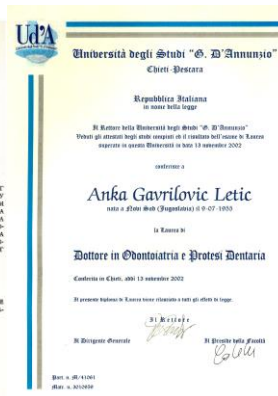 Ud'A
Università degli Studi "G. D'Annunzio"
Chieti-Pescara
Repubblica Italiana
in nome della legge
Il Rettore della Università degli Studi "G. D'Annunzio"
Veduti gli attestati degli studi compiuti ed il risultato dell'esame di Laurea
superato in questa Università in data 13 novembre 2002
conferisce a
Anka Gavrilovic Letic
nato a Novi Sad (Jugoslavia) il 9-07-1953
la Laurea di
Dottore in Odontoiatria e Protesi Dentaria
Conferita in Chieti, addì 13 novembre 2002
Il presente diploma di Laurea viene rilasciato a tutti gli effetti di legge.
Il Rettore
Il Dirigente Generale
Il Preside della Facoltà